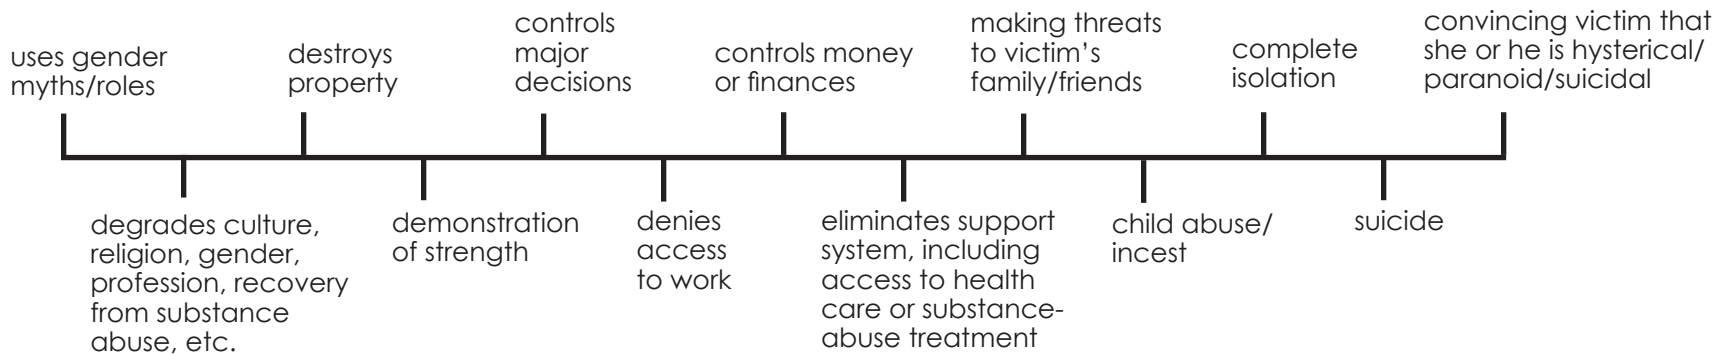 uses gender
myths/roles
degrades culture,
religion, gender,
profession, recovery
from substance
abuse, etc.
destroys
property
demonstration
of strength
controls
major
decisions
denies
access
to work
controls money
or finances
eliminates support
system, including
access to health
care or substance-
abuse treatment
making threats
to victim's
family/friends
child abuse/
incest
complete
isolation
suicide
convincing victim that
she or he is hysterical/
paranoid/suicidal